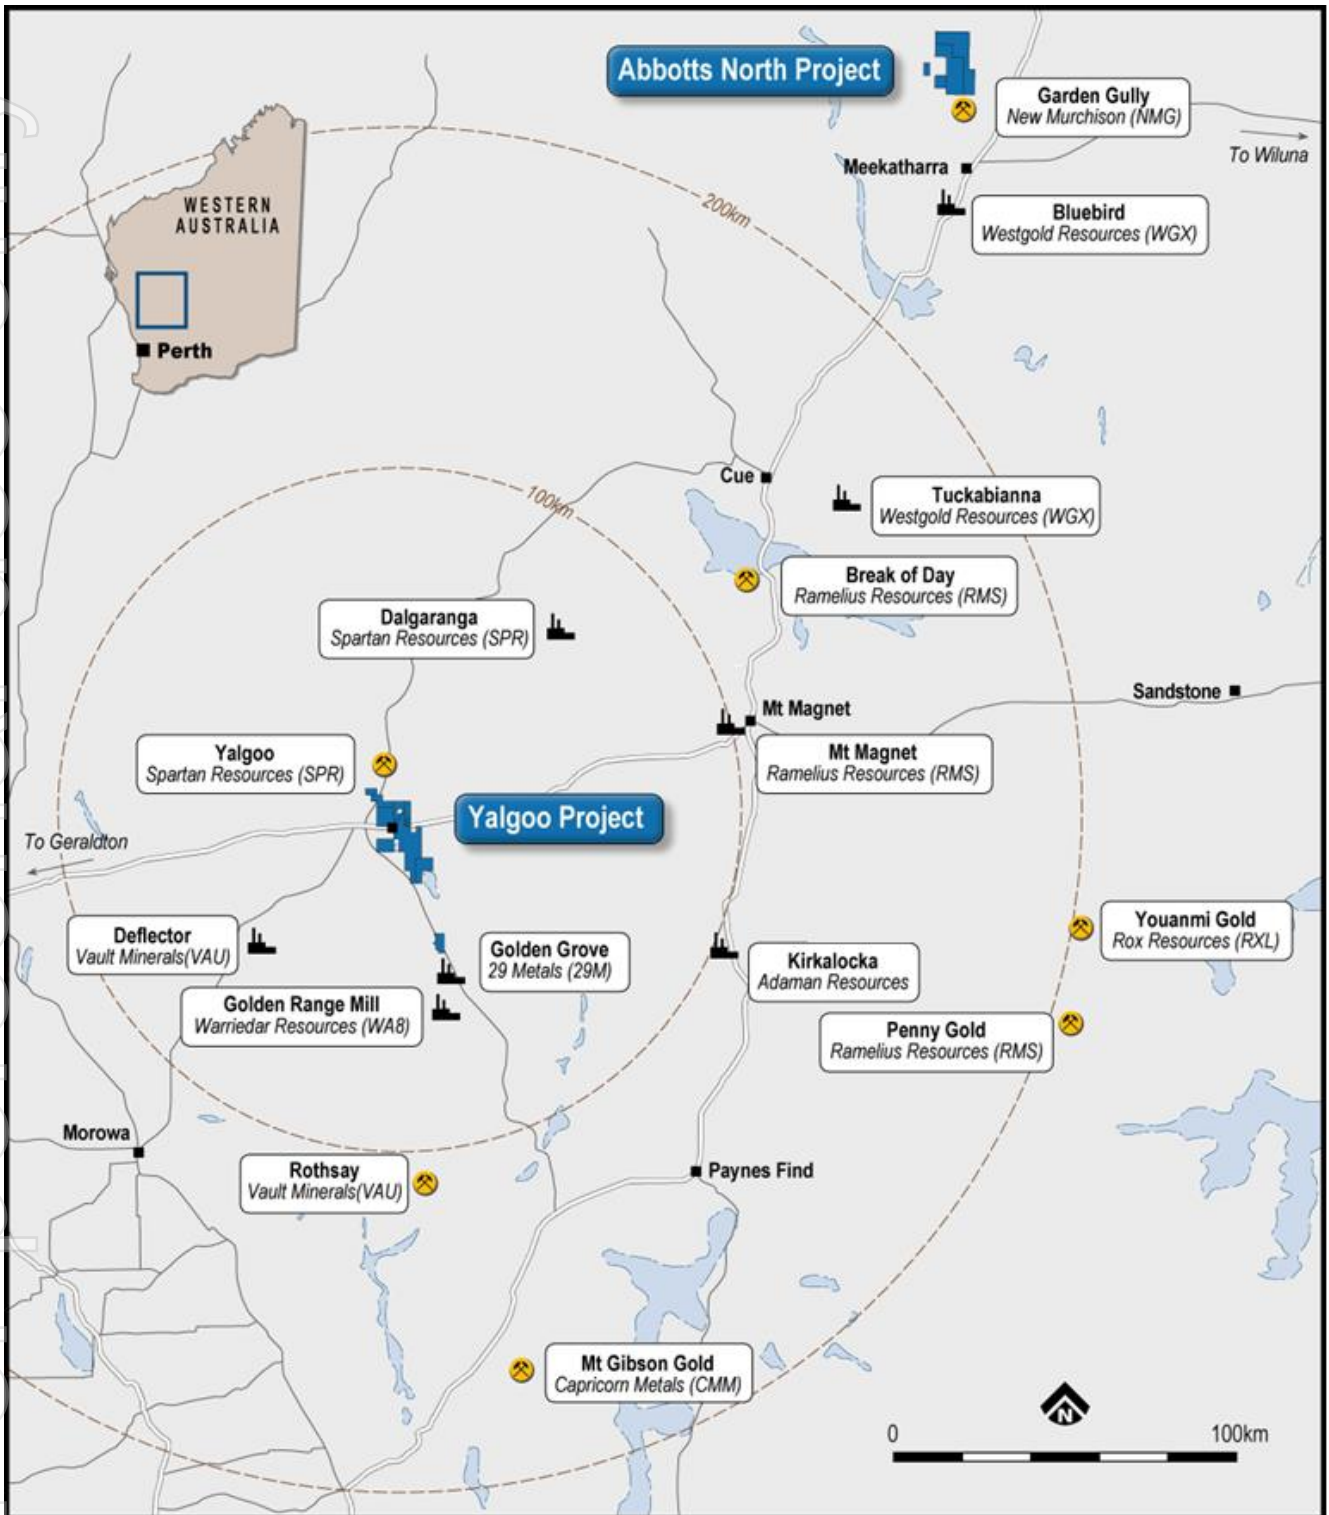 Abbotts North Project
Garden Gully
New Murchison (NMG)
To Wiluna
Meekatharra
WESTERN
AUSTRALIA
200km
Bluebird
Westgold Resources (WGX)
Perth
Cue
100km
Tuckabianna
Westgold Resources (WGX)
Break of Day
Ramelius Resources (RMS)
Dalgaranga
Spartan Resources (SPR)
Sandstone
Mt Magnet
Yalgoo
Spartan Resources (SPR)
Mt Magnet
Ramelius Resources (RMS)
Yalgoo Project
To Geraldton
Deflector
Vault Minerals(VAU)
Golden Grove
29 Metals (29M)
Youanmi Gold
Rox Resources (RXL)
Kirkalocka
Adaman Resources
Golden Range Mill
Warriedar Resources (WA8)
Penny Gold
Ramelius Resources (RMS)
Morowa
Rothsay
Vault Minerals(VAU)
Paynes Find
Mt Gibson Gold
Capricorn Metals (CMM)
N
0 100km